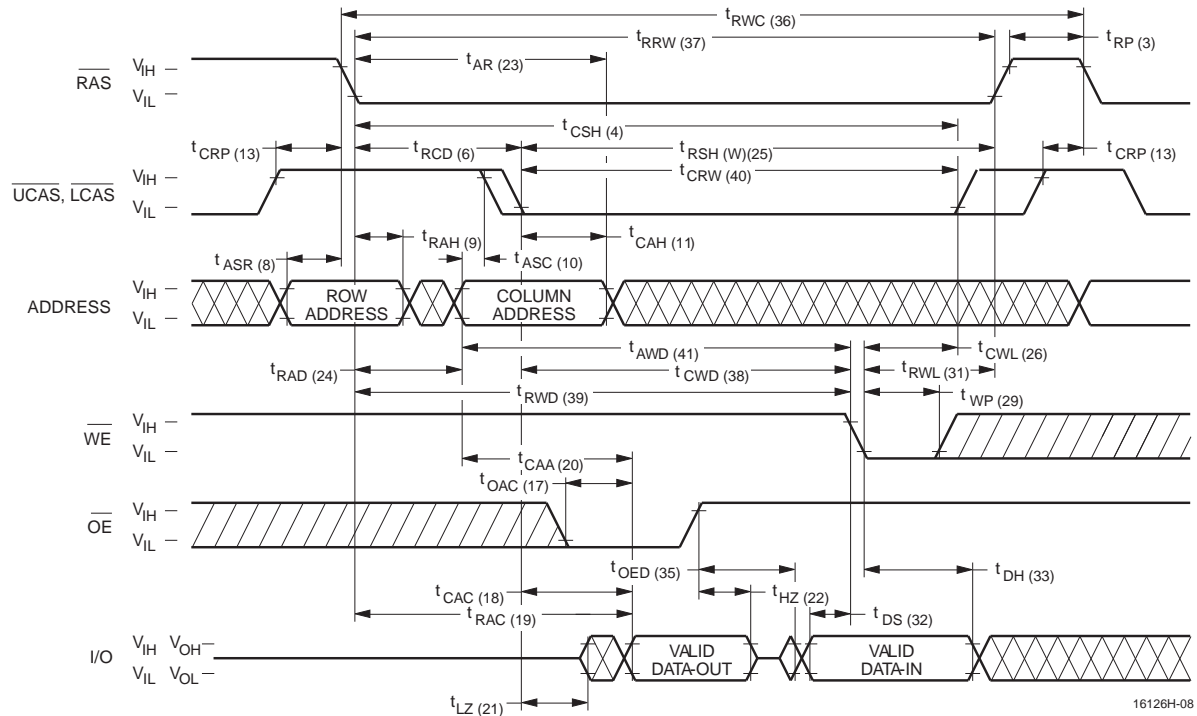 tRWC (36)
tRRW (37)
tRP (3)
tAR (23)
RAS
VIH
VIL
tCSH (4)
tCRP (13)
tRCD (6)
tRSH (W)(25)
tCRP (13)
tCRW (40)
UCAS, LCAS
VIH
VIL
tRAH (9)
tCAH (11)
tASR (8)
tASC (10)
ADDRESS
VIH
VIL
ROW ADDRESS
COLUMN ADDRESS
tAWD (41)
tCWL (26)
tRAD (24)
tCWD (38)
tRWL (31)
tRWD (39)
tWP (29)
WE
VIH
VIL
tCAA (20)
tOAC (17)
OE
VIH
VIL
tOED (35)
tDH (33)
tCAC (18)
tHZ (22)
tRAC (19)
tDS (32)
I/O
VIH VOH
VIL VOL
VALID DATA-OUT
VALID DATA-IN
tLZ (21)
16126H-08